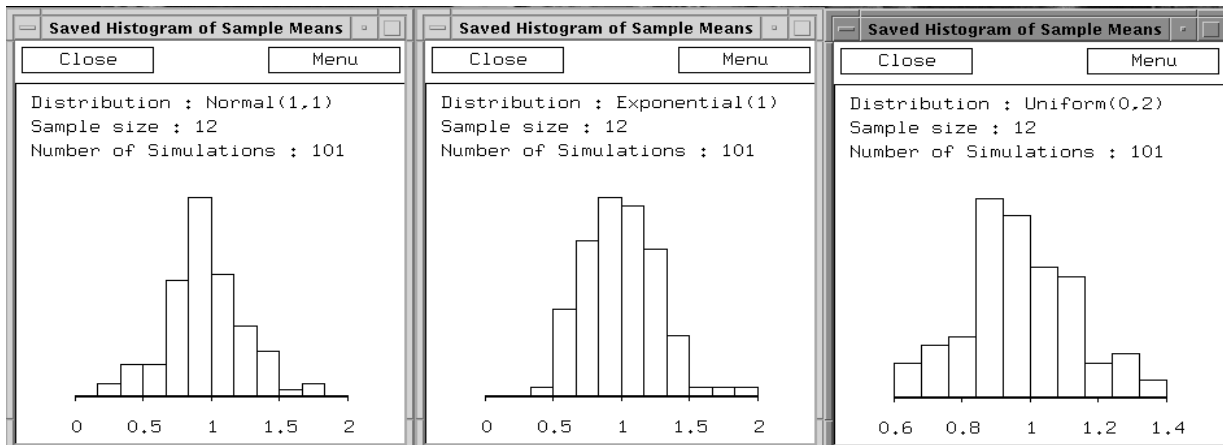 Saved Histogram of Sample Means
Close Menu
Distribution : Normal(1,1)
Sample size : 12
Number of Simulations : 101
0 0.5 1 1.5 2
Saved Histogram of Sample Means
Close Menu
Distribution : Exponential(1)
Sample size : 12
Number of Simulations : 101
0 0.5 1 1.5 2
Saved Histogram of Sample Means
Close Menu
Distribution : Uniform(0,2)
Sample size : 12
Number of Simulations : 101
0.6 0.8 1 1.2 1.4